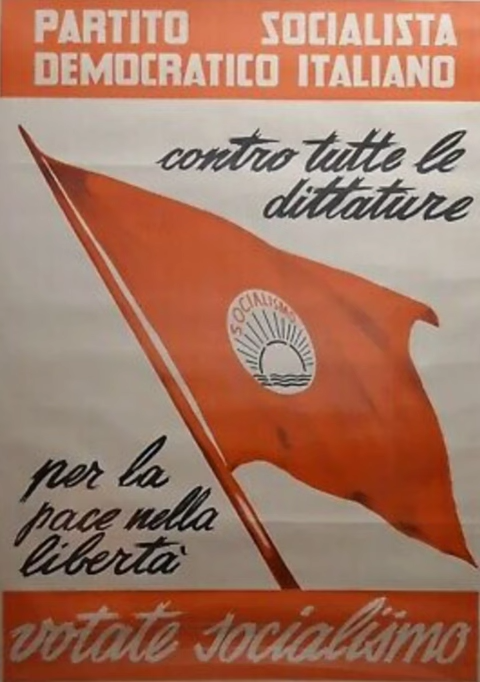 PARTITO SOCIALISTA
DEMOCRATICO ITALIANO
contro tutte le
dittature
SOCIALISMO
per la
pace nella
libertà
votate socialismo